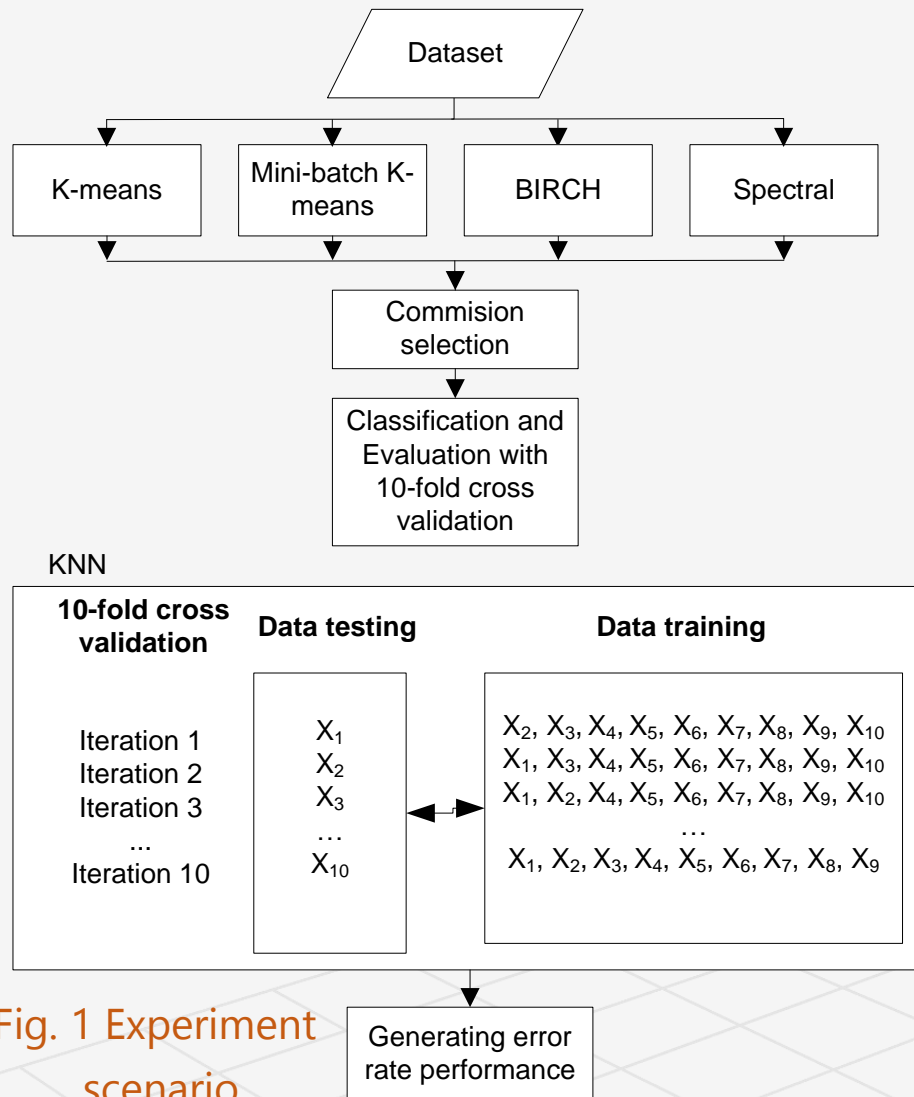 Dataset
K-means
Mini-batch K-
means
BIRCH
Spectral
Commision
selection
Classification and
Evaluation with
10-fold cross
validation
KNN
10-fold cross
validation
Data testing
Data training
Iteration 1
Iteration 2
Iteration 3
...
Iteration 10
X₁
X₂
X₃
…
X₁₀
X₂, X₃, X₄, X₅, X₆, X₇, X₈, X₉, X₁₀
X₁, X₃, X₄, X₅, X₆, X₇, X₈, X₉, X₁₀
X₁, X₂, X₄, X₅, X₆, X₇, X₈, X₉, X₁₀
…
X₁, X₂, X₃, X₄, X₅, X₆, X₇, X₈, X₉
Fig. 1 Experiment
scenario
Generating error
rate performance